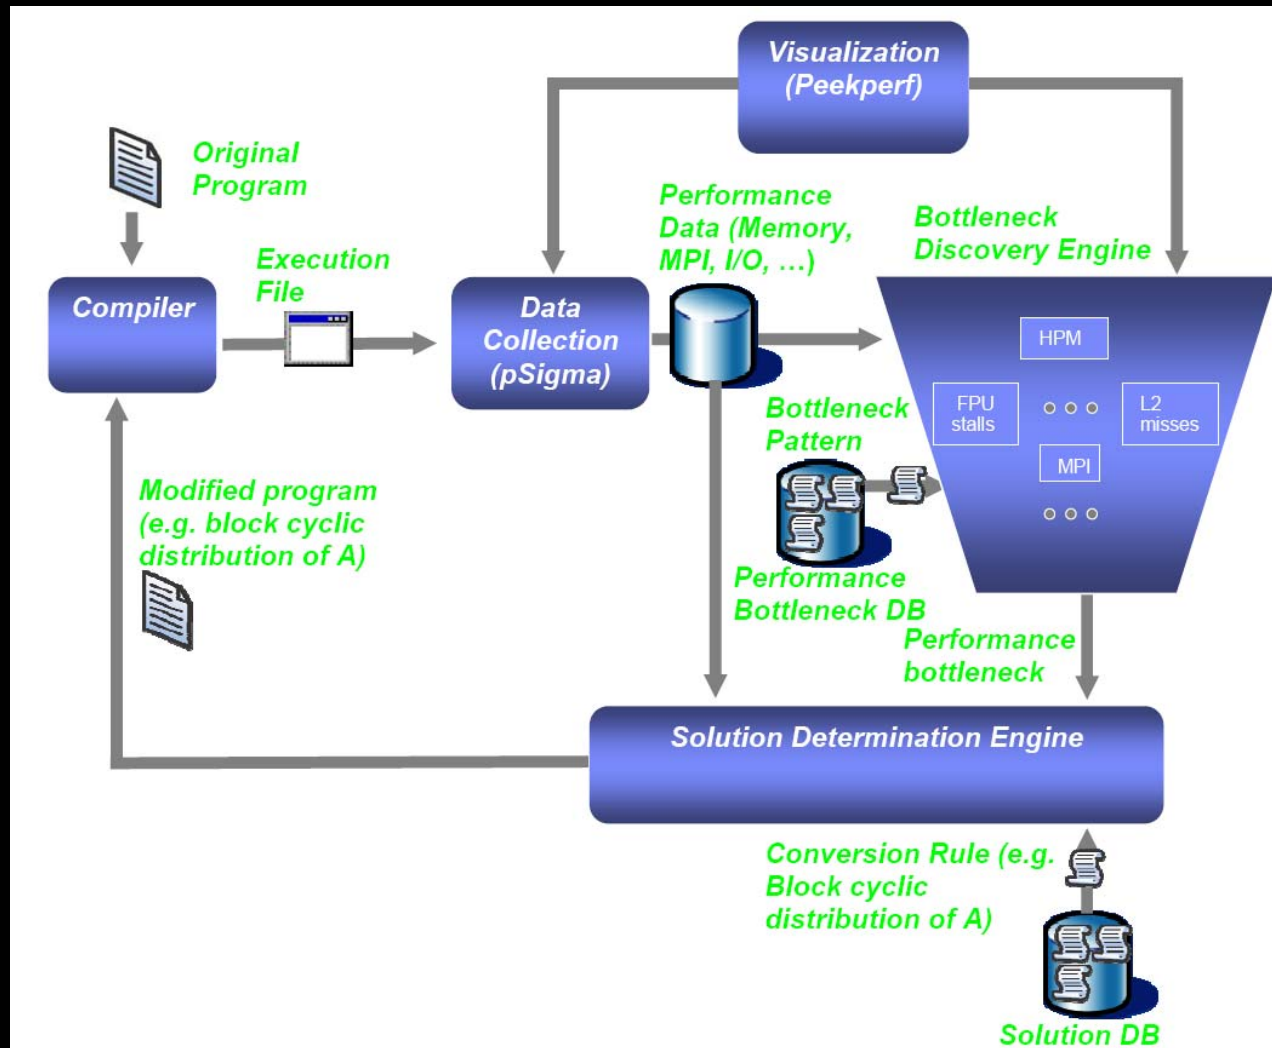 Visualization
(Peekperf)
Original
Program
Performance
Data (Memory,
MPI, I/O, …)
Bottleneck
Discovery Engine
Execution
File
Compiler
Data
Collection
(pSigma)
HPM
FPU
stalls
L2
misses
MPI
Bottleneck
Pattern
Modified program
(e.g. block cyclic
distribution of A)
Performance
Bottleneck DB
Performance
bottleneck
Solution Determination Engine
Conversion Rule (e.g.
Block cyclic
distribution of A)
Solution DB